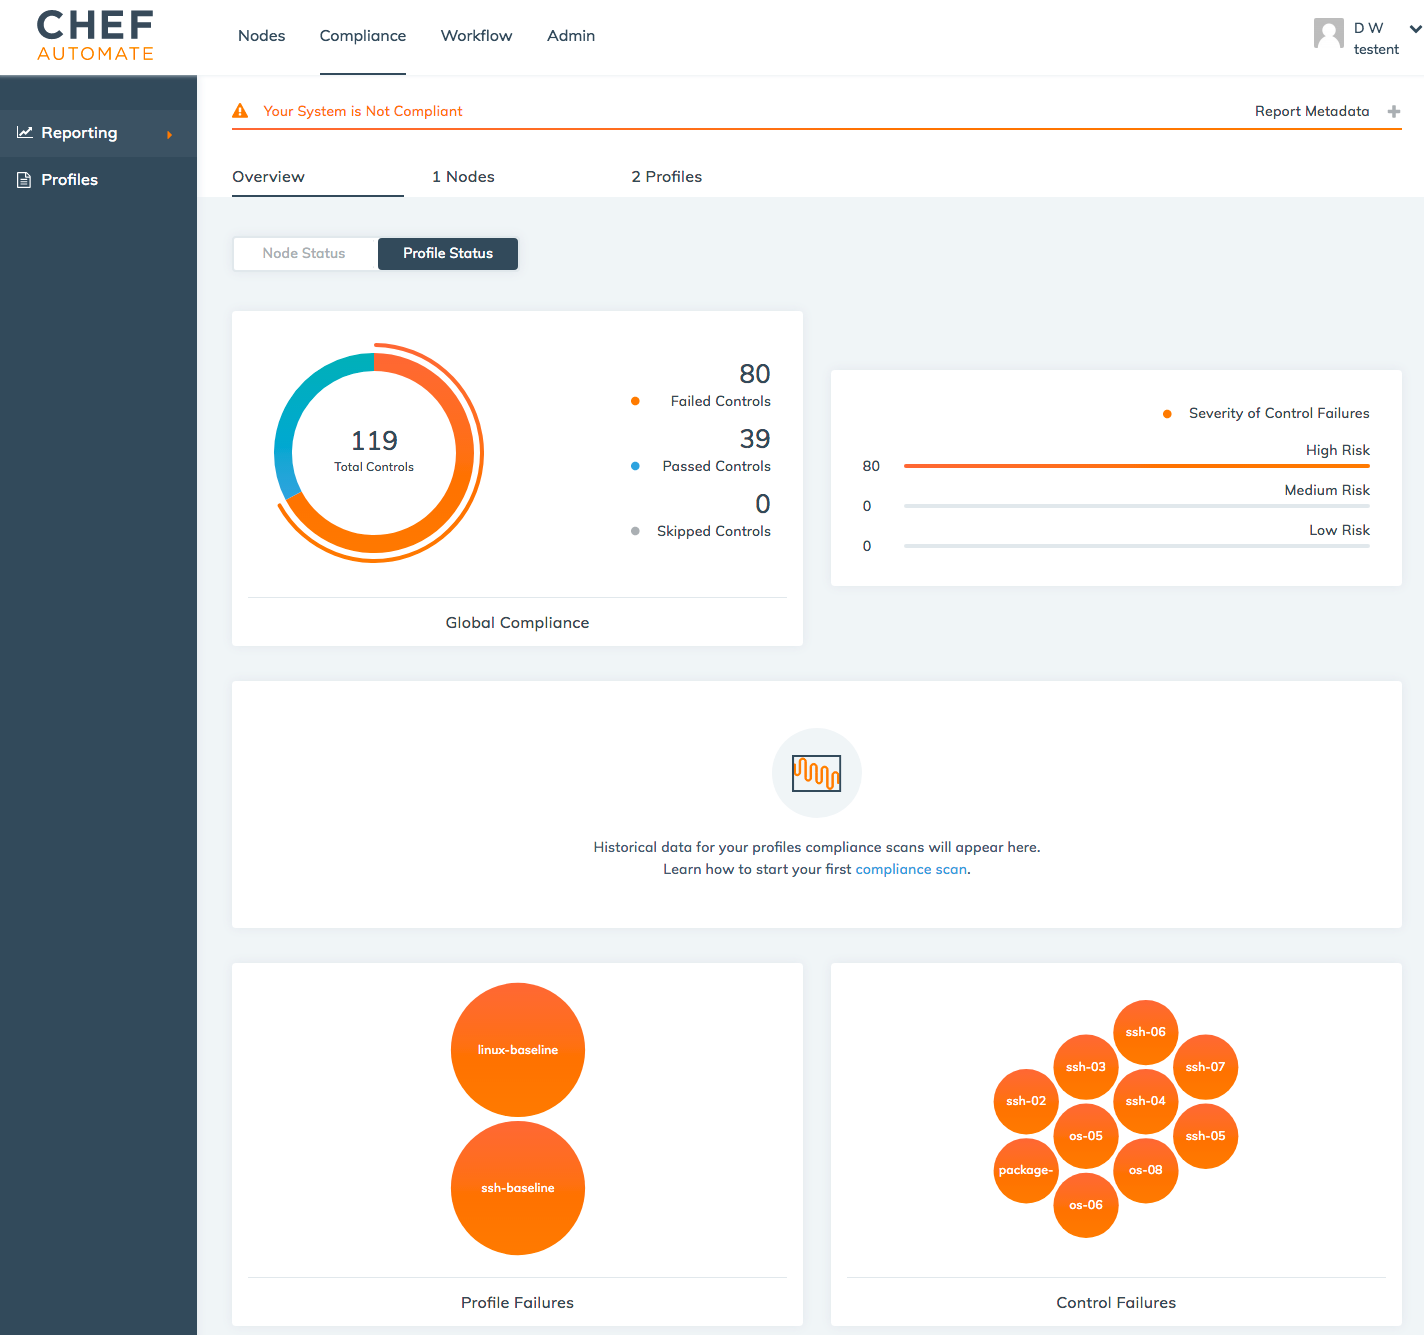 CHEF
AUTOMATE
Nodes
Compliance
Workflow
Admin
D W
testent
Reporting
Profiles
Your System is Not Compliant
Report Metadata
Overview
1 Nodes
2 Profiles
Node Status
Profile Status
119
Total Controls
80
Failed Controls
39
Passed Controls
0
Skipped Controls
Global Compliance
Severity of Control Failures
High Risk
80
Medium Risk
0
Low Risk
0
Historical data for your profiles compliance scans will appear here.
Learn how to start your first compliance scan.
linux-baseline
ssh-baseline
Profile Failures
ssh-06
ssh-03
ssh-07
ssh-02
ssh-04
os-05
ssh-05
package-
os-08
os-06
Control Failures